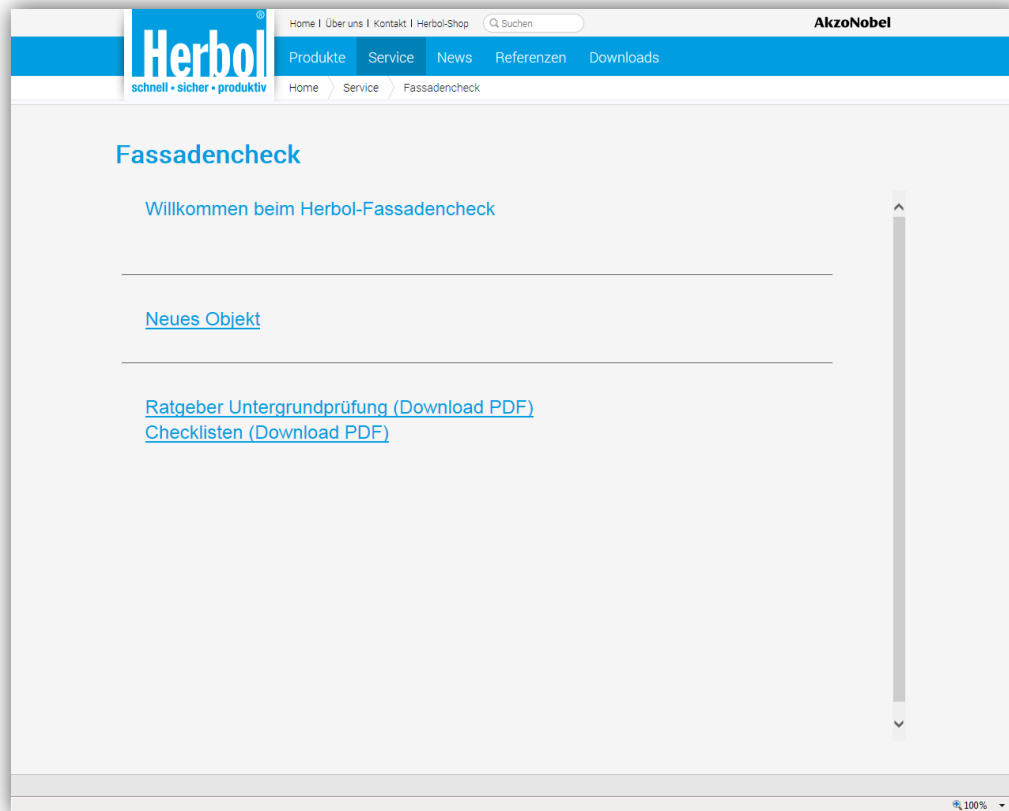 Home I Über uns I Kontakt I Herbol-Shop
Suchen
AkzoNobel
Herbol®
schnell • sicher • produktiv
Produkte Service News Referenzen Downloads
Home Service Fassadencheck
Fassadencheck
Willkommen beim Herbol-Fassadencheck
Neues Objekt
Ratgeber Untergrundprüfung (Download PDF)
Checklisten (Download PDF)
100%